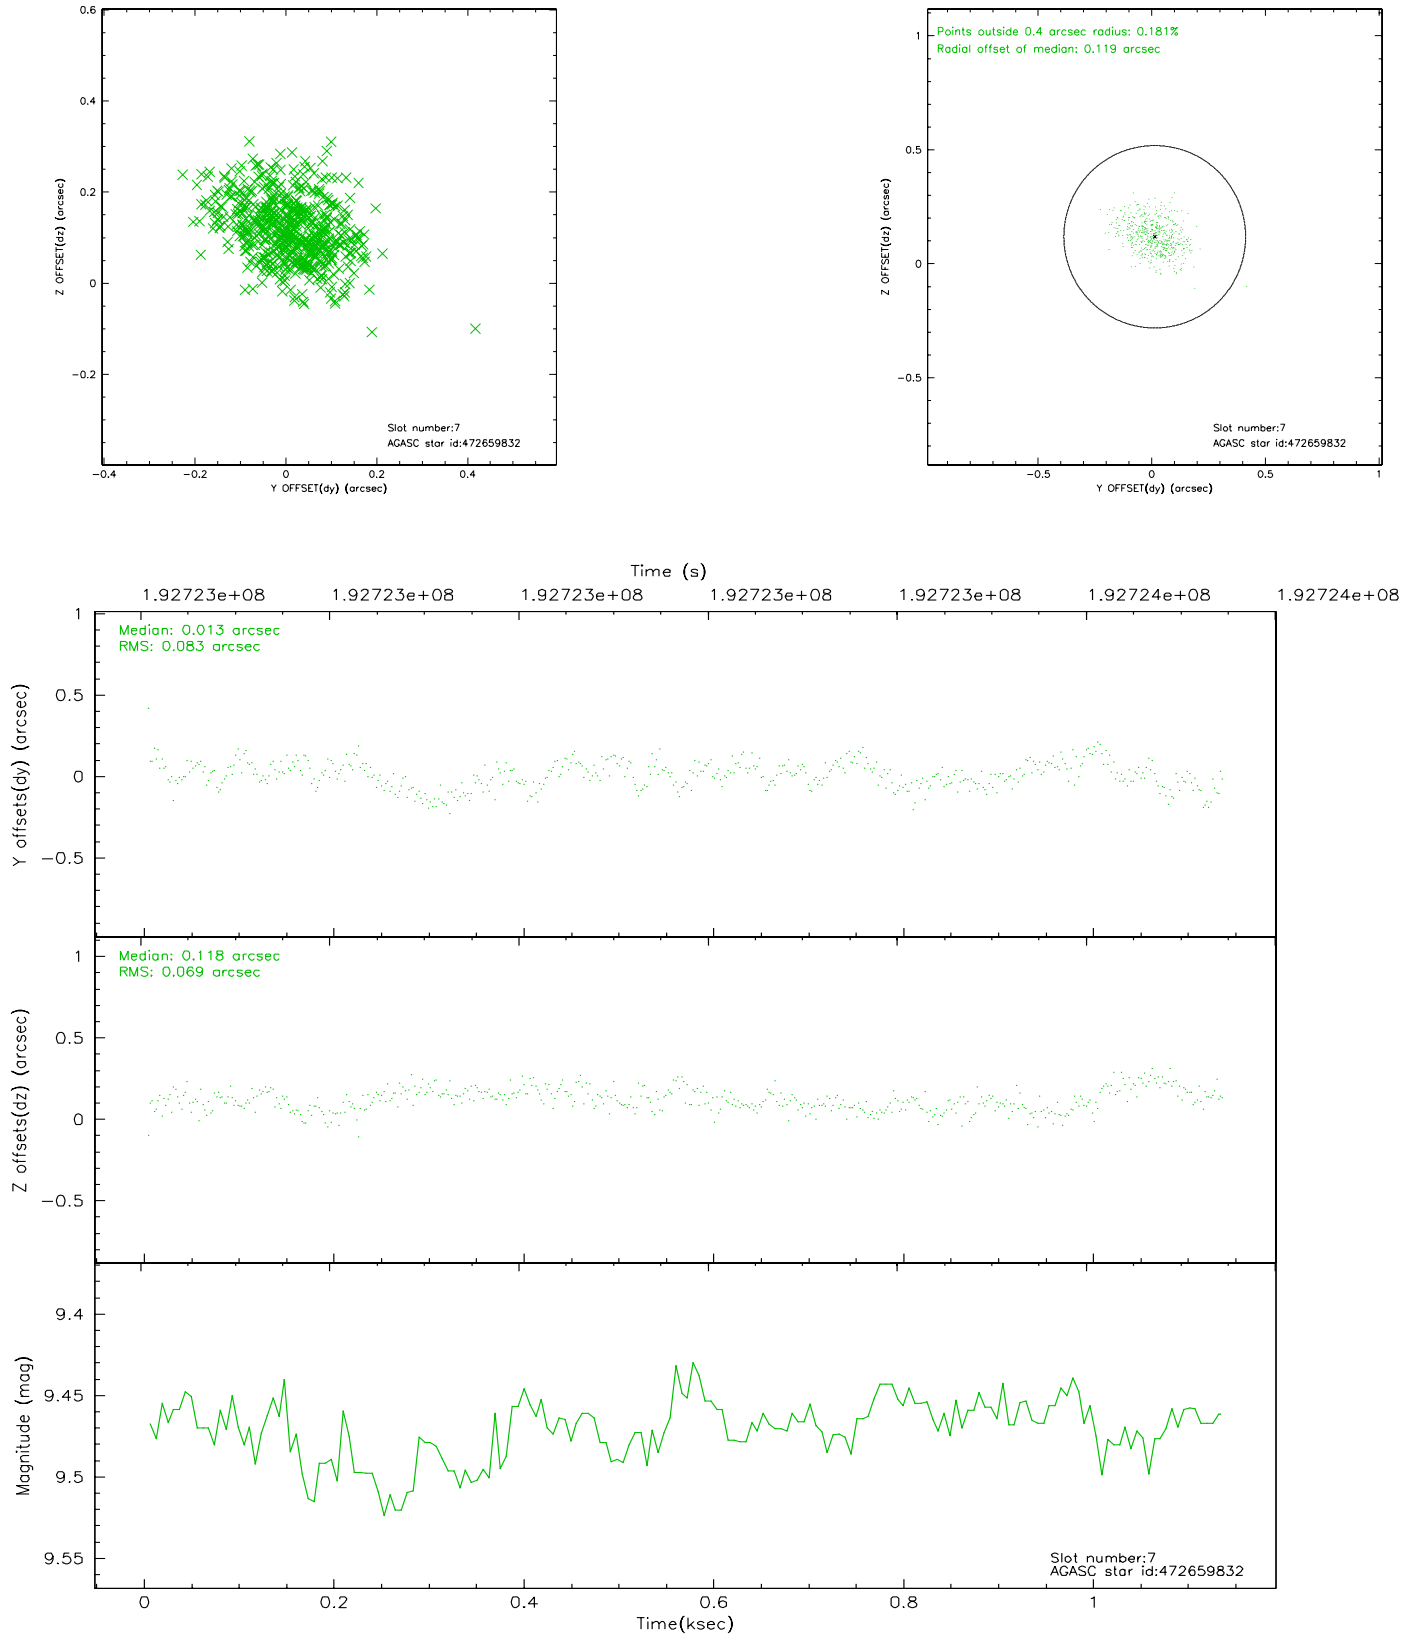 0.6
0.4
0.2
0
−0.2
Z OFFSET(dz) (arcsec)
Slot number:7
AGASC star id:472659832
−0.4 −0.2 0 0.2 0.4
Y OFFSET(dy) (arcsec)
Points outside 0.4 arcsec radius: 0.181%
Radial offset of median: 0.119 arcsec
1
0.5
0
−0.5
Z OFFSET(dz) (arcsec)
Slot number:7
AGASC star id:472659832
−0.5 0 0.5 1
Y OFFSET(dy) (arcsec)
Time (s)
1.92723e+08 1.92723e+08 1.92723e+08 1.92723e+08 1.92723e+08 1.92724e+08 1.92724e+08
Median: 0.013 arcsec
RMS: 0.083 arcsec
1
0.5
0
−0.5
Y offsets(dy) (arcsec)
Median: 0.118 arcsec
RMS: 0.069 arcsec
1
0.5
0
−0.5
Z offsets(dz) (arcsec)
9.4
9.45
9.5
9.55
Magnitude (mag)
Slot number:7
AGASC star id:472659832
0 0.2 0.4 0.6 0.8 1
Time(ksec)